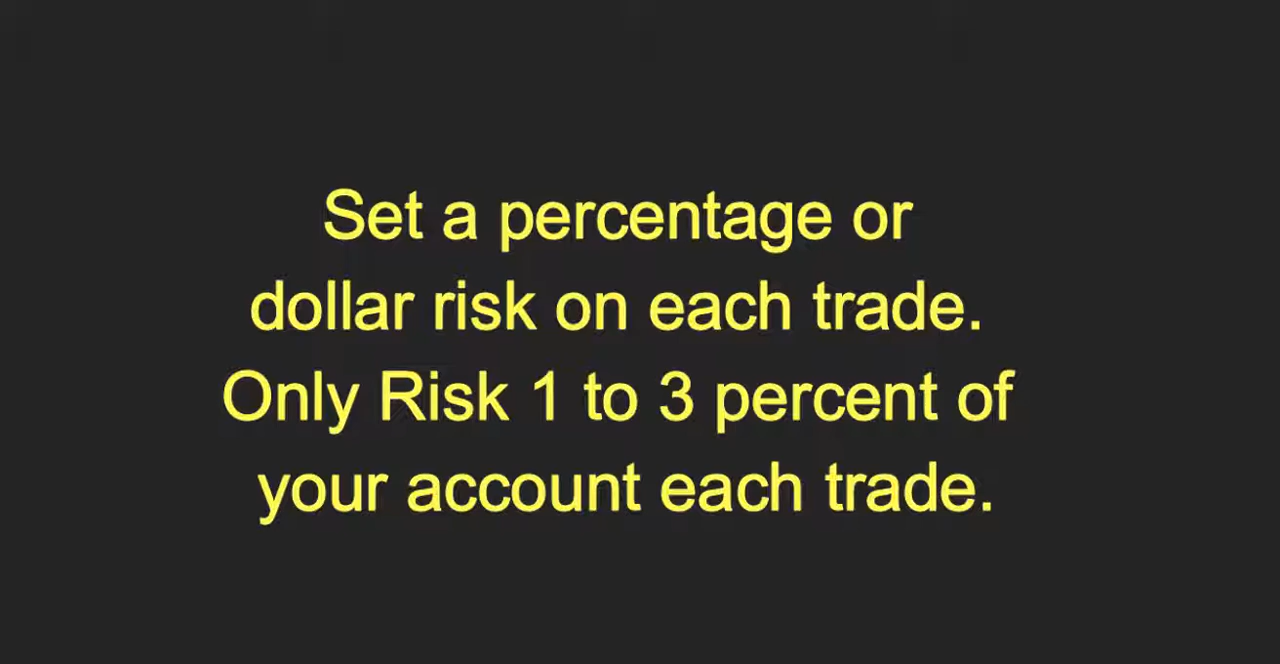 Set a percentage or
dollar risk on each trade.
Only Risk 1 to 3 percent of
your account each trade.